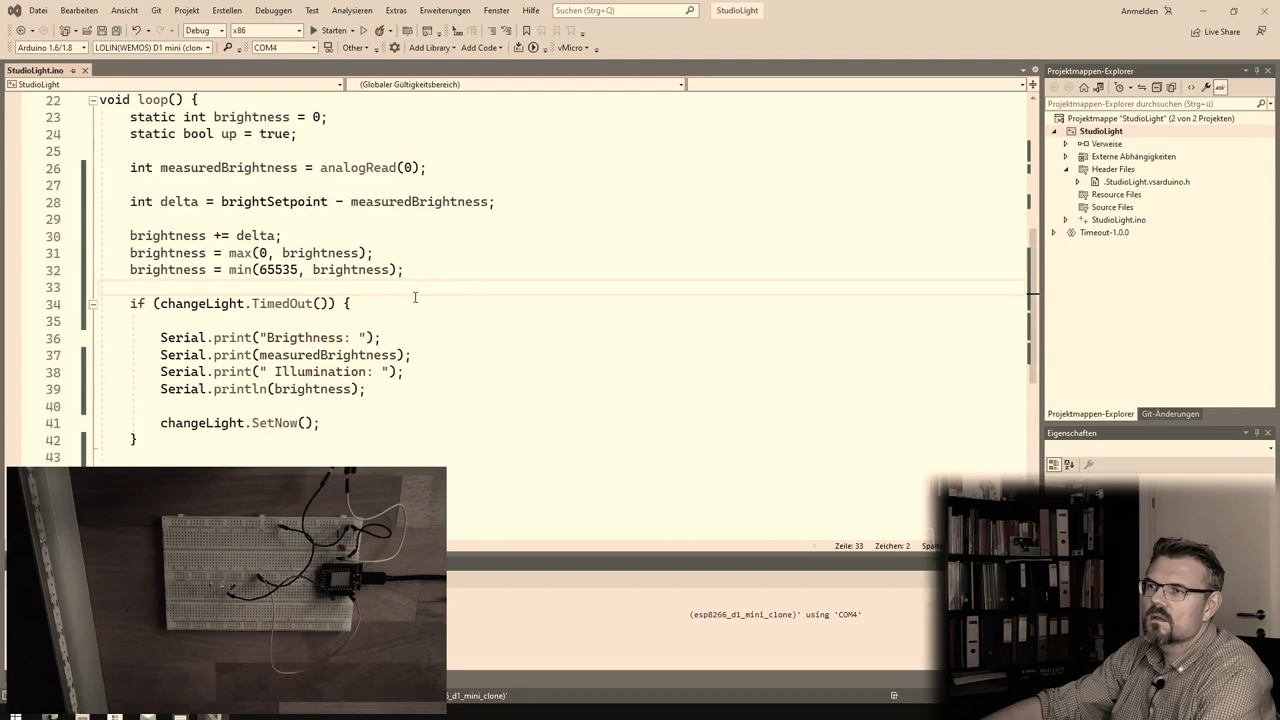 Datei Bearbeiten Ansicht Git Projekt Erstellen Debuggen Test Analysieren Extras Erweiterungen Fenster Hilfe Suchen (Strg+Q) StudioLight Anmelden
Debug x86 Starten Live Share
Arduino 1.6/1.8 LOLIN(WEMOS) D1 mini (clone) COM4 Other Add Library Add Code vMicro
StudioLight.ino Projektmappen-Explorer
StudioLight (Globaler Gültigkeitsbereich)
Projektmappen-Explorer durchsuchen (Strg+ü)
Projektmappe "StudioLight" (2 von 2 Projekten)
StudioLight
Verweise
Externe Abhängigkeiten
Header Files
.StudioLight.vsarduino.h
Resource Files
Source Files
StudioLight.ino
Timeout-1.0.0
Projektmappen-Explorer Git-Änderungen
Eigenschaften
22 void loop() {
23 static int brightness = 0;
24 static bool up = true;
25
26 int measuredBrightness = analogRead(0);
27
28 int delta = brightSetpoint - measuredBrightness;
29
30 brightness += delta;
31 brightness = max(0, brightness);
32 brightness = min(65535, brightness);
33
34 if (changeLight.TimedOut()) {
35
36 Serial.print("Brigthness: ");
37 Serial.print(measuredBrightness);
38 Serial.print(" Illumination: ");
39 Serial.println(brightness);
40
41 changeLight.SetNow();
42 }
43
Zeile: 33 Zeichen: 2
(esp8266_d1_mini_clone)' using 'COM4'
_d1_mini_clone)'